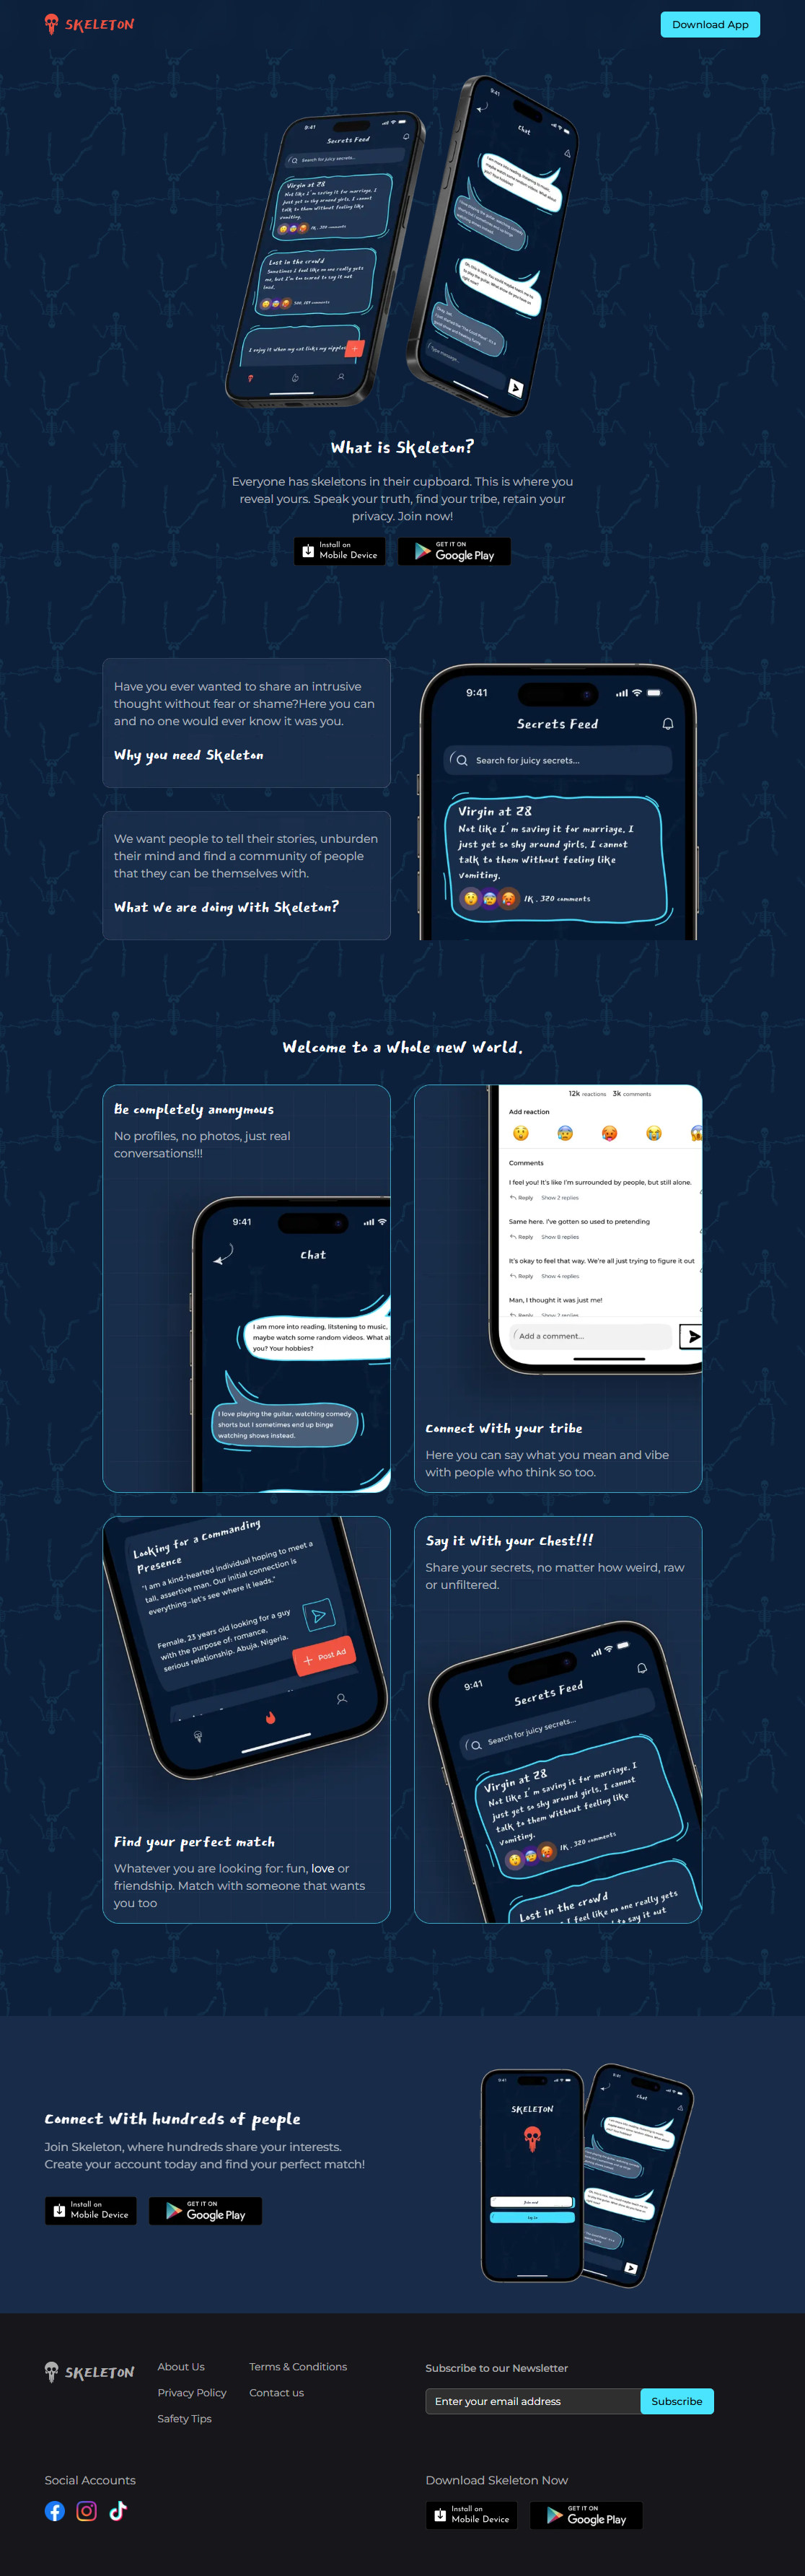 SKELETON
Download App
9:41
Secrets Feed
Search for juicy secrets...
Virgin at 28
Not like I'm saving it for marriage. I
just get so shy around girls. I cannot
talk to them without feeling like
vomiting.
1K . 320 comments
Lost in the crowd
Sometimes I feel like no one really gets
me, but I'm too scared to say it out
loud.
I enjoy it when my cat licks my nipples
9:41
Chat
Type message...
What is Skeleton?
Everyone has skeletons in their cupboard. This is where you
reveal yours. Speak your truth, find your tribe, retain your
privacy. Join now!
Install on
Mobile Device
GET IT ON
Google Play
Have you ever wanted to share an intrusive
thought without fear or shame?Here you can
and no one would ever know it was you.
Why you need Skeleton
We want people to tell their stories, unburden
their mind and find a community of people
that they can be themselves with.
What we are doing with Skeleton?
9:41
Secrets Feed
Search for juicy secrets...
Virgin at 28
Not like I'm saving it for marriage. I
just get so shy around girls. I cannot
talk to them without feeling like
vomiting.
1K . 320 comments
Welcome to a whole new world.
Be completely anonymous
No profiles, no photos, just real
conversations!!!
9:41
Chat
I am more into reading, litstening to music,
maybe watch some random videos. What a
you? Your hobbies?
I love playing the guitar, watching comedy
shorts but I sometimes end up binge
watching shows instead.
12k reactions 3k comments
Add reaction
Comments
I feel you! It's like I'm surrounded by people, but still alone.
Reply Show 2 replies
Same here. I've gotten so used to pretending
Reply Show 8 replies
It's okay to feel that way. We're all just trying to figure it out
Reply Show 4 replies
Man, I thought it was just me!
Reply Show 2 replies
Add a comment...
Connect with your tribe
Here you can say what you mean and vibe
with people who think so too.
Looking for a Commanding
Presence
"I am a kind-hearted individual hoping to meet a
tall, assertive man. Our initial connection is
everything–let's see where it leads."
Female, 23 years old looking for a guy
with the purpose of: romance,
serious relationship. Abuja, Nigeria.
Post Ad
Find your perfect match
Whatever you are looking for: fun, love or
friendship. Match with someone that wants
you too
Say it with your Chest!!!
Share your secrets, no matter how weird, raw
or unfiltered.
9:41
Secrets Feed
Search for juicy secrets...
Virgin at 28
Not like I'm saving it for marriage. I
just get so shy around girls. I cannot
talk to them without feeling like
vomiting.
1K . 320 comments
Lost in the crowd
I feel like no one really gets
to say it out
Connect with hundreds of people
Join Skeleton, where hundreds share your interests.
Create your account today and find your perfect match!
Install on
Mobile Device
GET IT ON
Google Play
9:41
SKELETON
Log In
9:41
Chat
SKELETON
About Us
Privacy Policy
Safety Tips
Terms & Conditions
Contact us
Subscribe to our Newsletter
Enter your email address
Subscribe
Social Accounts
Download Skeleton Now
Install on
Mobile Device
GET IT ON
Google Play